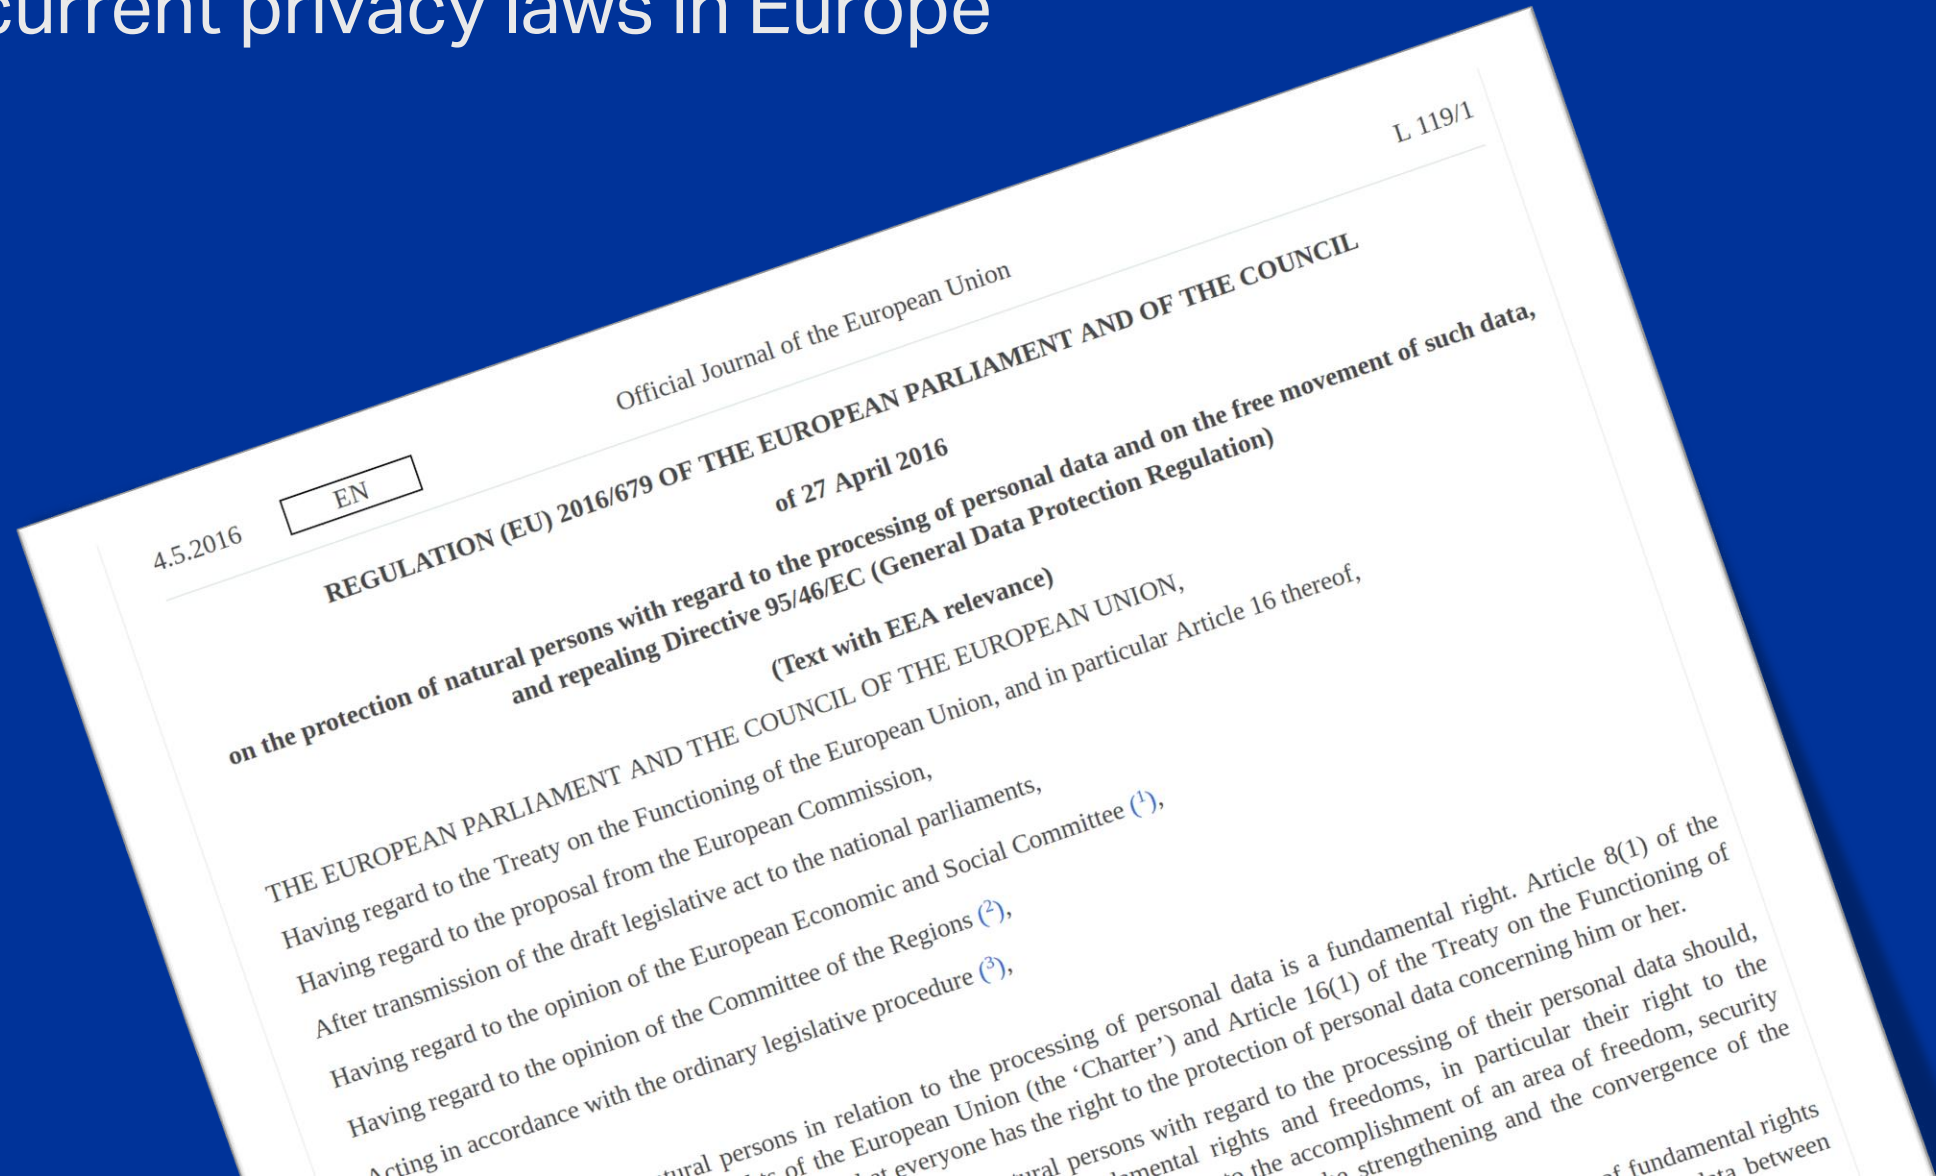 current privacy laws in Europe
L 119/1
Official Journal of the European Union
EN
4.5.2016
REGULATION (EU) 2016/679 OF THE EUROPEAN PARLIAMENT AND OF THE COUNCIL
of 27 April 2016
on the protection of natural persons with regard to the processing of personal data and on the free movement of such data,
and repealing Directive 95/46/EC (General Data Protection Regulation)
(Text with EEA relevance)
THE EUROPEAN PARLIAMENT AND THE COUNCIL OF THE EUROPEAN UNION,
Having regard to the Treaty on the Functioning of the European Union, and in particular Article 16 thereof,
Having regard to the proposal from the European Commission,
After transmission of the draft legislative act to the national parliaments,
Having regard to the opinion of the European Economic and Social Committee (¹),
Having regard to the opinion of the Committee of the Regions (²),
Acting in accordance with the ordinary legislative procedure (³),
persons in relation to the processing of personal data is a fundamental right. Article 8(1) of the
of the European Union (the ‘Charter’) and Article 16(1) of the Treaty on the Functioning of
everyone has the right to the protection of personal data concerning him or her.
persons with regard to the processing of their personal data should,
rights and freedoms, in particular their right to the
the accomplishment of an area of freedom, security
strengthening and the convergence of the
fundamental rights
between